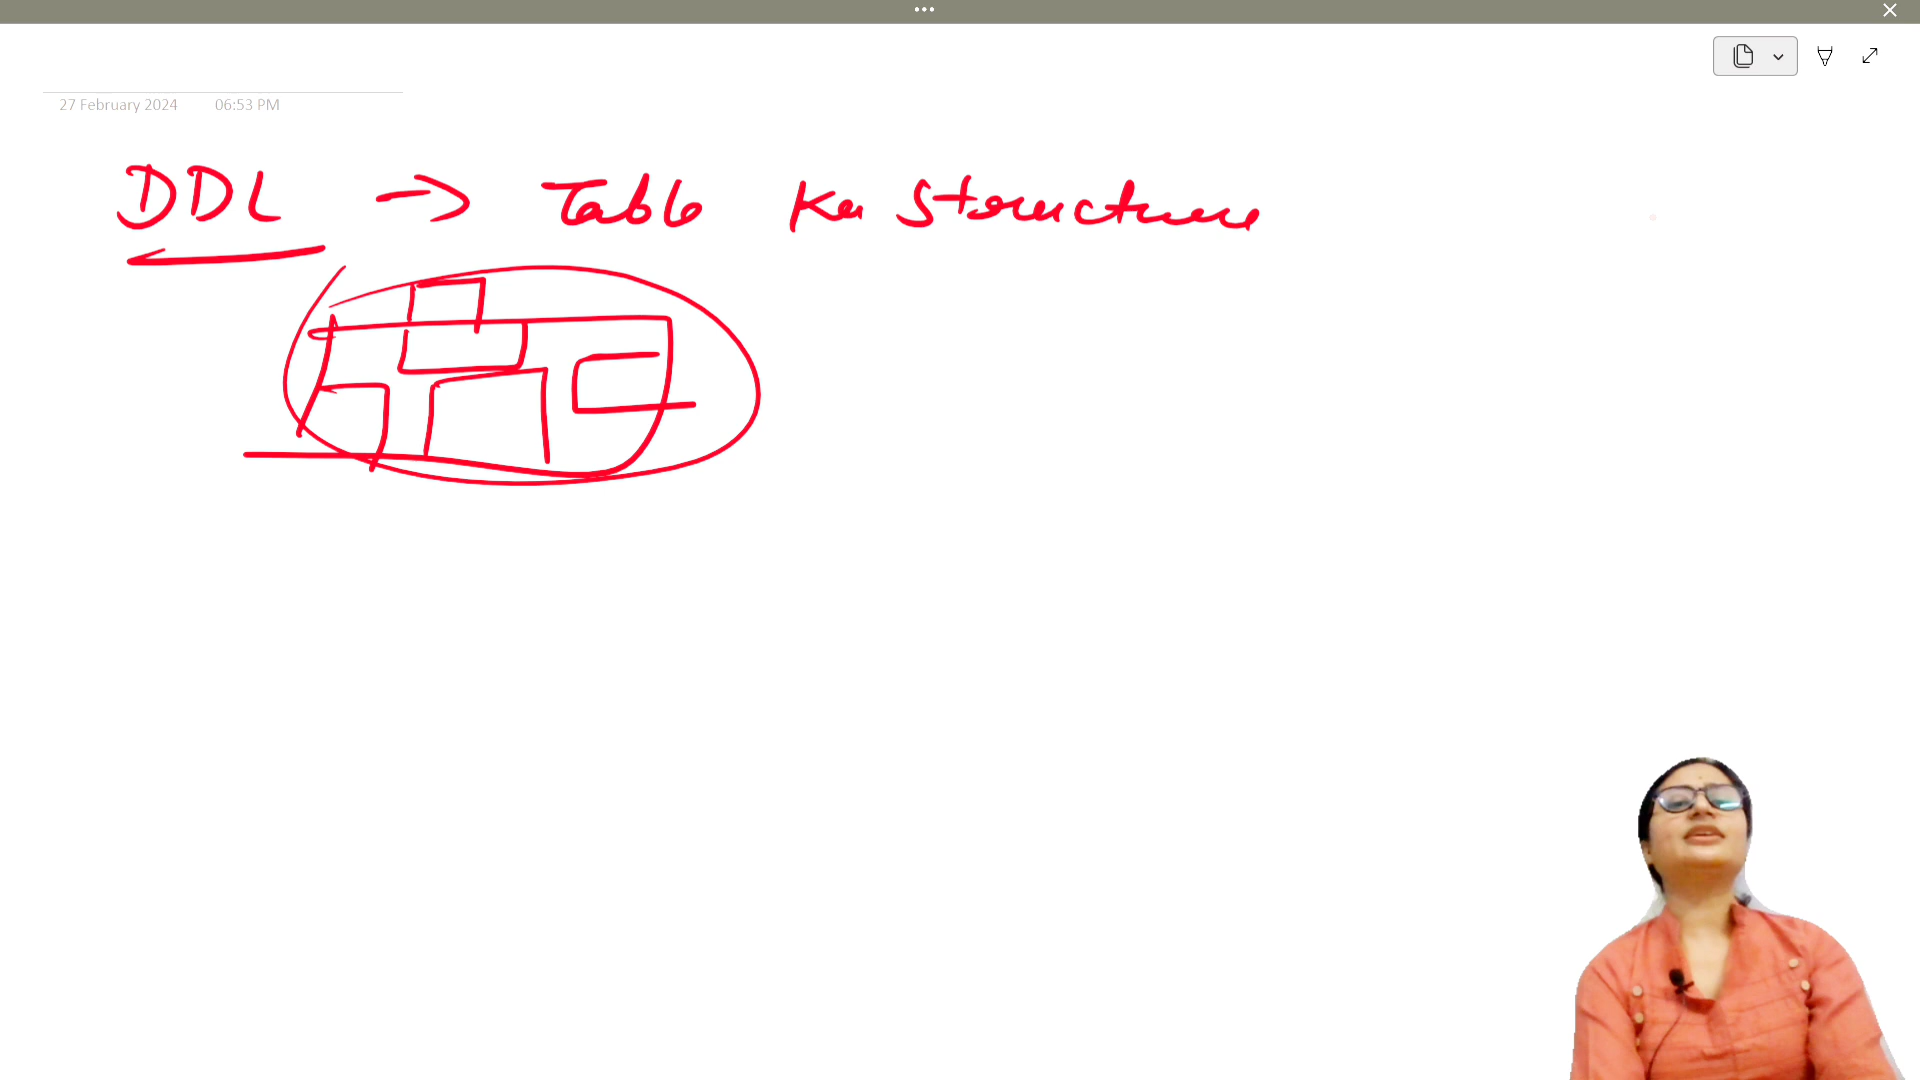 27 February 2024 06:53 PM
DDL → Table Ka Structure